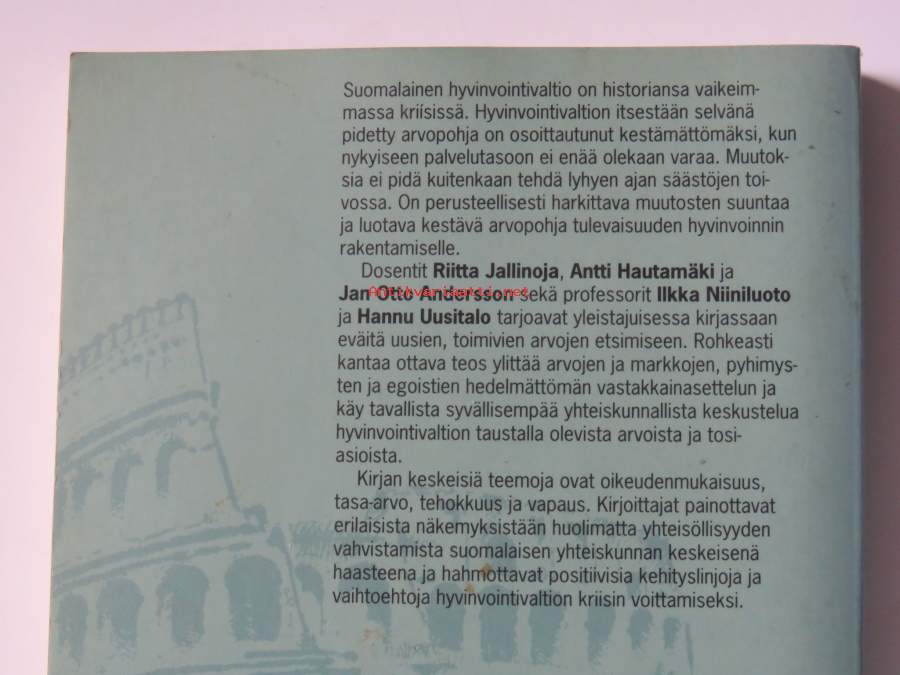 Suomalainen hyvinvointivaltio on historiansa vaikeim-
massa kriisissä. Hyvinvointivaltion itsestään selvänä
pidetty arvopohja on osoittautunut kestämättömäksi, kun
nykyiseen palvelutasoon ei enää olekaan varaa. Muutok-
sia ei pidä kuitenkaan tehdä lyhyen ajan säästöjen toi-
vossa. On perusteellisesti harkittava muutosten suuntaa
ja luotava kestävä arvopohja tulevaisuuden hyvinvoinnin
rakentamiselle.
Dosentit Riitta Jallinoja, Antti Hautamäki ja
Jan Otto Andersson sekä professorit Ilkka Niiniluoto
Antikvariaatti.net
ja Hannu Uusitalo tarjoavat yleistajuisessa kirjassaan
eväitä uusien, toimivien arvojen etsimiseen. Rohkeasti
kantaa ottava teos ylittää arvojen ja markkojen, pyhimys-
ten ja egoistien hedelmättömän vastakkainasettelun ja
käy tavallista syvällisempää yhteiskunnallista keskustelua
hyvinvointivaltion taustalla olevista arvoista ja tosi-
asioista.
Kirjan keskeisiä teemoja ovat oikeudenmukaisuus,
tasa-arvo, tehokkuus ja vapaus. Kirjoittajat painottavat
erilaisista näkemyksistään huolimatta yhteisöllisyyden
vahvistamista suomalaisen yhteiskunnan keskeisenä
haasteena ja hahmottavat positiivisia kehityslinjoja ja
vaihtoehtoja hyvinvointivaltion kriisin voittamiseksi.